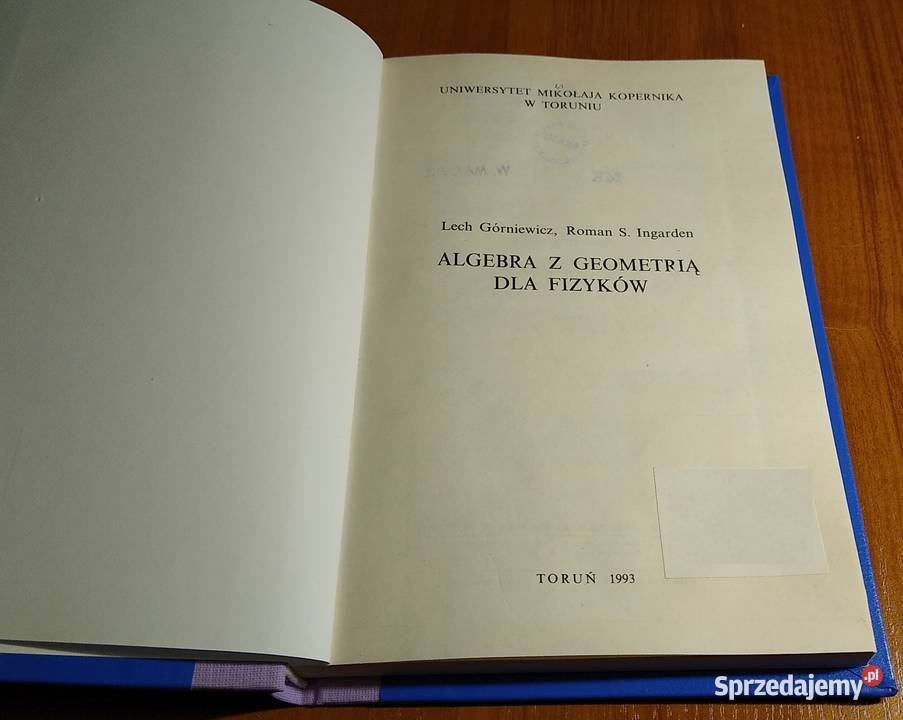 UNIWERSYTET MIKOŁAJA KOPERNIKA
W TORUNIU
Lech Górniewicz, Roman S. Ingarden
ALGEBRA Z GEOMETRIĄ
DLA FIZYKÓW
TORUŃ 1993
Sprzedajemy.pl